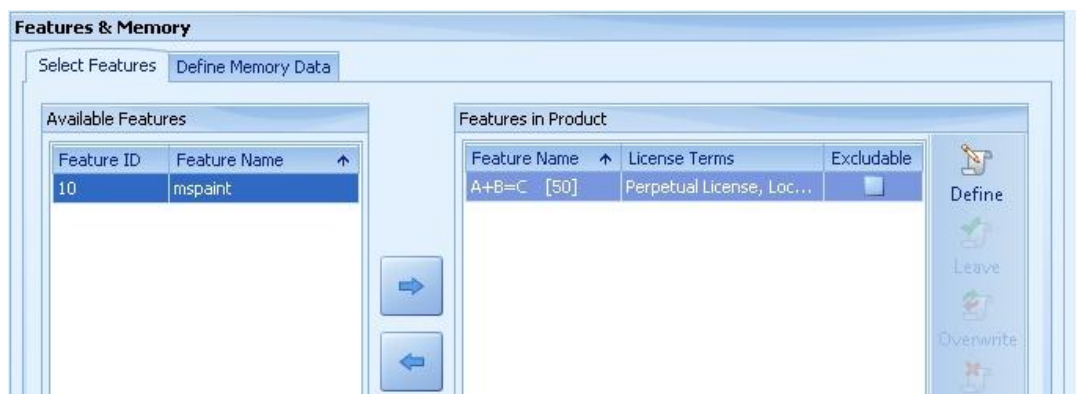 Features & Memory
Select Features Define Memory Data
Available Features
Feature ID Feature Name
10 mspaint
Features in Product
Feature Name License Terms Excludable
A+B=C [50] Perpetual License, Loc...
Define
Leave
Overwrite